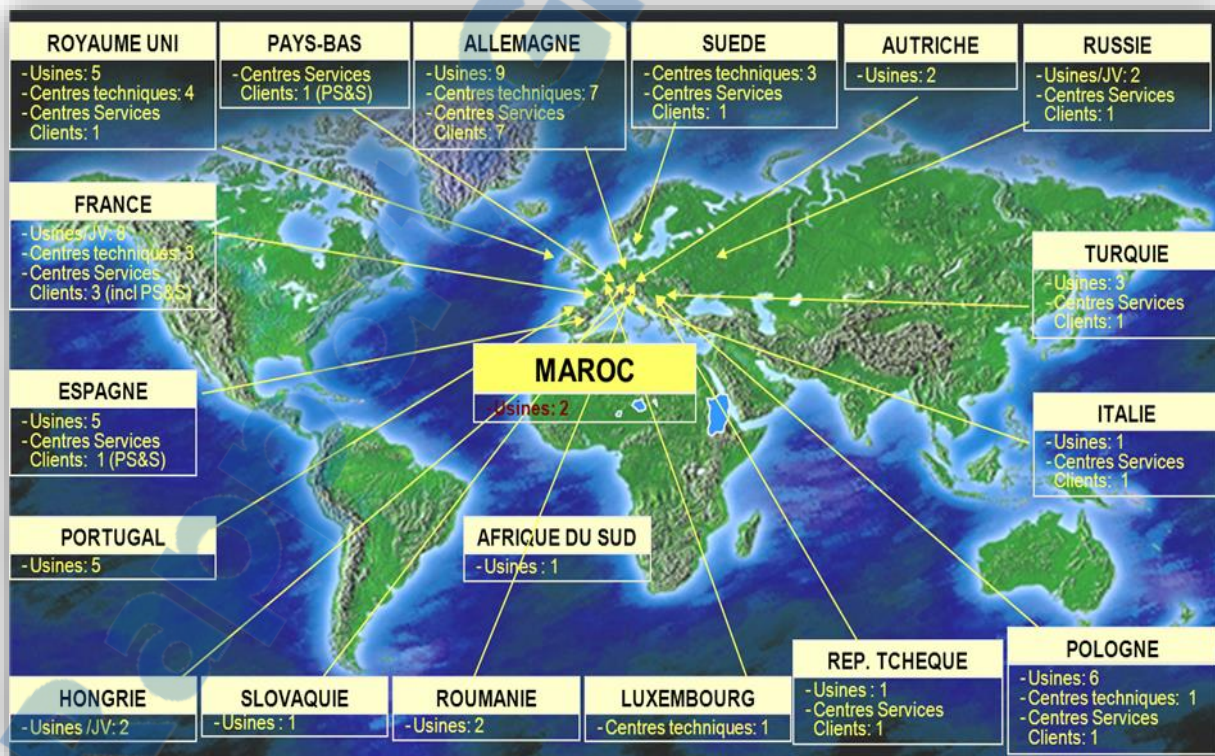 ROYAUME UNI
-Usines: 5
-Centres techniques: 4
-Centres Services
Clients: 1
PAYS-BAS
-Centres Services
Clients: 1 (PS&S)
ALLEMAGNE
-Usines: 9
-Centres techniques: 7
-Centres Services
Clients: 7
SUEDE
-Centres techniques: 3
-Centres Services
Clients: 1
AUTRICHE
-Usines: 2
RUSSIE
-Usines/JV: 2
-Centres Services
Clients: 1
FRANCE
-Usines/JV: 8
-Centres techniques: 3
-Centres Services
Clients: 3 (incl PS&S)
TURQUIE
-Usines: 3
-Centres Services
Clients: 1
MAROC
-Usines: 2
ESPAGNE
-Usines: 5
-Centres Services
Clients: 1 (PS&S)
ITALIE
-Usines: 1
-Centres Services
Clients: 1
PORTUGAL
-Usines: 5
AFRIQUE DU SUD
-Usines : 1
HONGRIE
-Usines /JV: 2
SLOVAQUIE
-Usines : 1
ROUMANIE
-Usines: 2
LUXEMBOURG
-Centres techniques: 1
REP. TCHEQUE
-Usines : 1
-Centres Services
Clients: 1
POLOGNE
-Usines: 6
-Centres techniques: 1
-Centres Services
Clients: 1